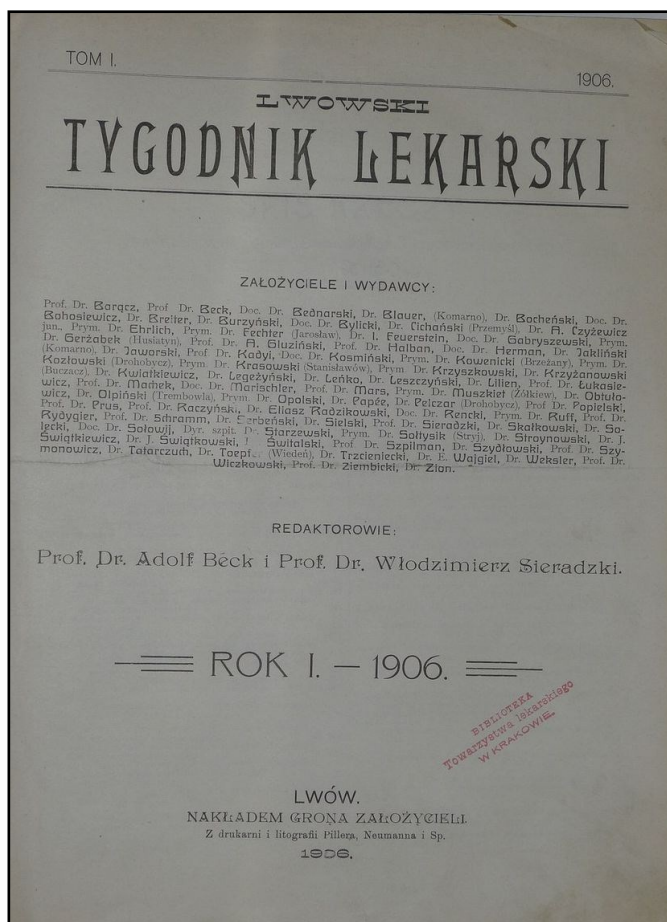 TOM I.
1906.
LWOWSKI
TYGODNIK LEKARSKI
ZAŁOŻYCIELE I WYDAWCY:
Prof. Dr. Barącz, Prof Dr. Beck, Doc. Dr. Bednarski, Dr. Blauer, (Komarno), Dr. Bocheński, Doc. Dr.
Bohosiewicz, Dr. Breiter, Dr. Burzyński, Doc. Dr. Bylicki, Dr. Cichański (Przemyśl), Dr. A. Czyżewicz
jun., Prym. Dr. Ehrlich, Prym. Dr. Fechter (Jarosław), Dr. I. Feuerstein, Doc. Dr. Gabryszewski, Prym.
Dr. Gerżabek (Husiatyn), Prof. Dr. A. Gluziński, Prof. Dr. Halban, Doc. Dr. Herman, Dr. Jakliński
(Komarno), Dr. Jaworski, Prof Dr. Kadyi, Doc. Dr. Kośmiński, Prym. Dr. Kowenicki (Brzeżany), Prym. Dr.
Kozłowski (Drohobycz), Prym. Dr. Krasowski (Stanisławów), Prym Dr. Krzyszkowski, Dr. Krzyżanowski
(Buczacz), Dr. Kwiatkiewicz, Dr. Legeżyński, Dr. Leńko, Dr. Leszczyński, Dr. Lilien, Prof. Dr. Łukasie-
wicz, Prof. Dr. Machek, Doc. Dr. Marischler, Prof Dr. Mars, Prym. Dr. Muszkiet (Żółkiew), Dr. Obtuło-
wicz, Dr. Olpiński (Trembowla), Prym. Dr. Opolski, Dr. Papée, Dr. Pelczar (Drohobycz), Prof Dr. Popielski,
Prof. Dr. Prus, Prof. Dr. Raczyński, Dr. Eliasz Radzikowski, Doc. Dr. Rencki, Prym. Dr. Ruff, Prof. Dr.
Rydygier, Prof. Dr. Schramm, Dr Serbeński, Dr Sielski, Prof Dr. Sieradzki, Dr. Skałkowski, Dr. So-
lecki, Doc. Dr. Sołowij, Dyr. szpit. Dr. Starzewski, Prym. Dr. Sołtysik (Stryj), Dr. Stroynowski, Dr. J.
Świątkiewicz, Dr. J. Świątkowski, Świtalski, Prof Dr. Szpilman, Dr. Szydłowski, Prof Dr. Szy-
monowicz, Dr. Tatarczuch, Dr. (Wiedeń), Dr. Trzcieniecki, Dr. E. Wajgiel, Dr. Weksler, Prof. Dr.
Wiczkowski, Prof. Dr. Ziembicki, Dr. Zion.
REDAKTOROWIE:
Prof. Dr. Adolf Beck i Prof. Dr. Włodzimierz Sieradzki.
ROK I. – 1906.
BIBLIOTEKA
Towarzystwa lekarskiego
W KRAKOWIE.
LWÓW.
NAKŁADEM GRONA ZAŁOŻYCIELI.
Z drukarni i litografii Pillera, Neumanna i Sp.
1906.